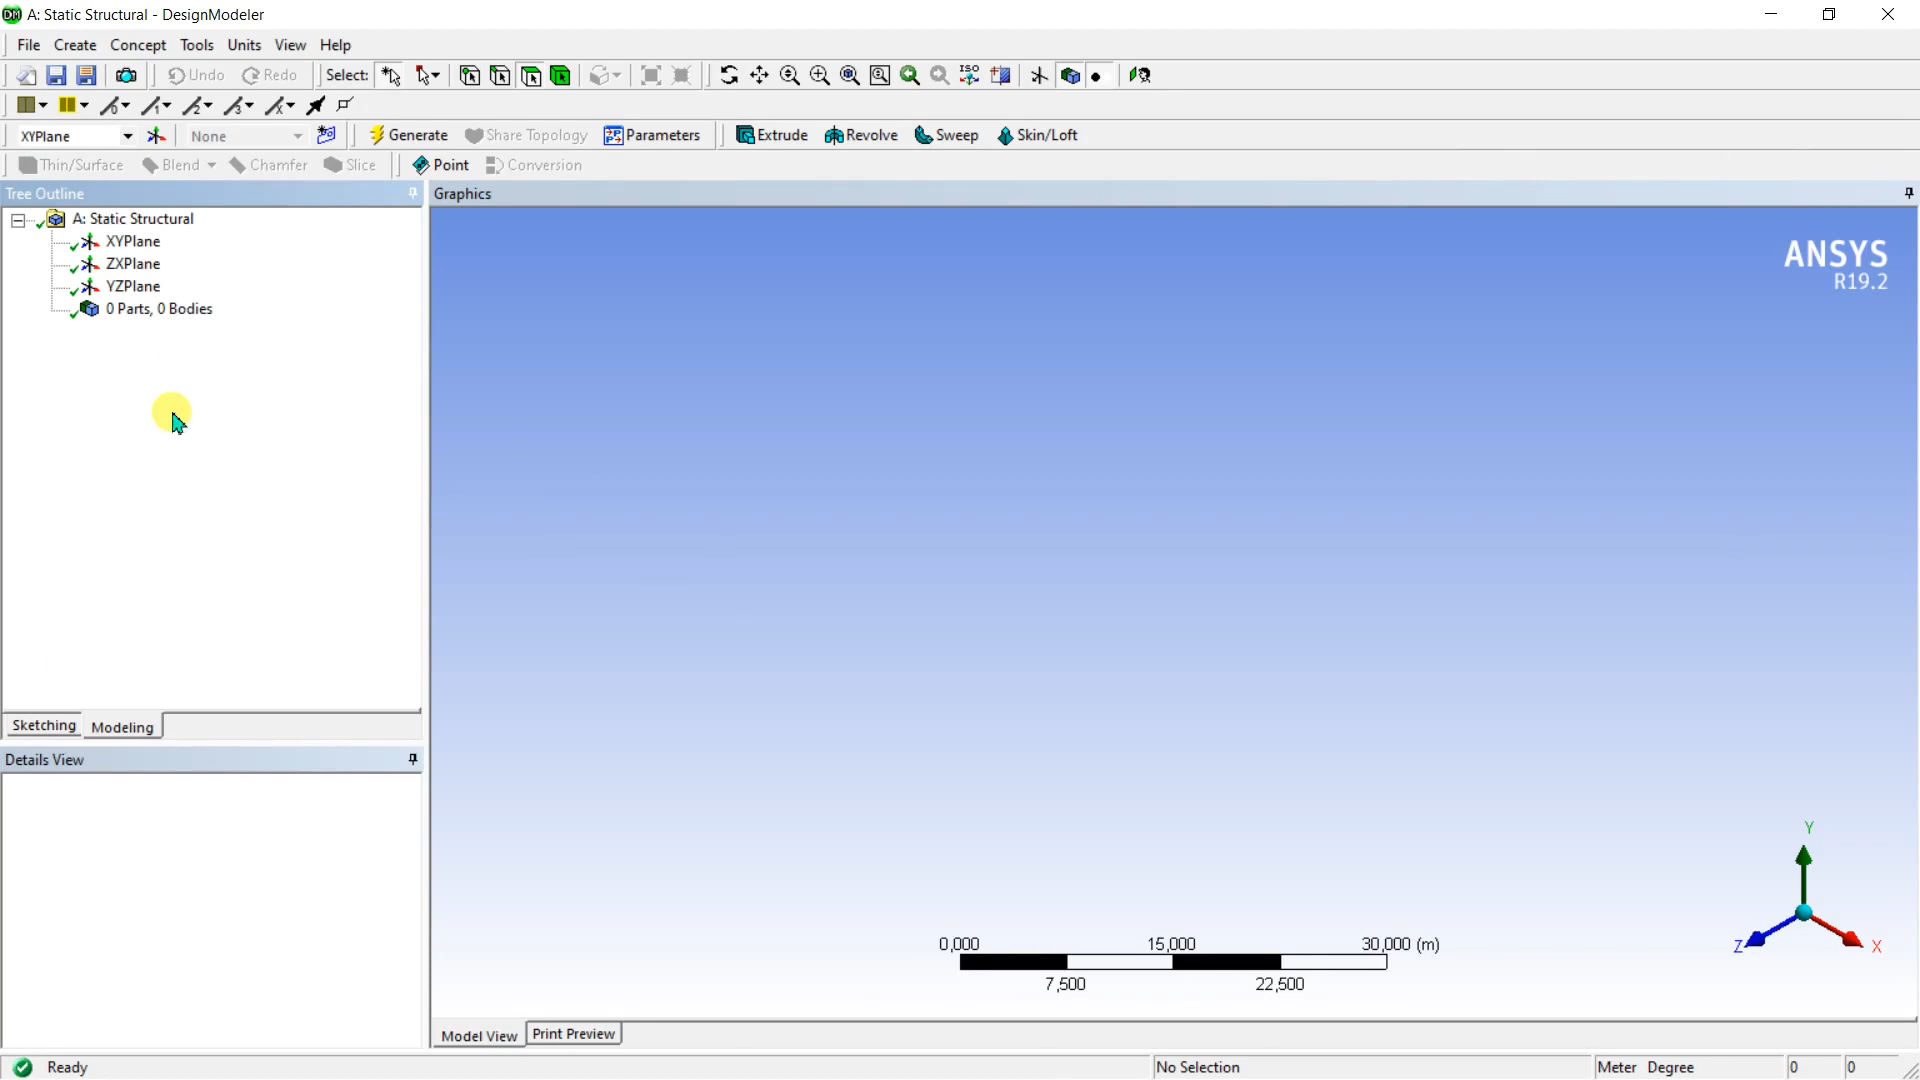 A: Static Structural - DesignModeler
File Create Concept Tools Units View Help
Undo Redo Select: ISO
XYPlane None Generate Share Topology Parameters Extrude Revolve Sweep Skin/Loft
Thin/Surface Blend Chamfer Slice Point Conversion
Tree Outline
A: Static Structural
XYPlane
ZXPlane
YZPlane
0 Parts, 0 Bodies
Sketching Modeling
Details View
Graphics
ANSYS
R19.2
Y
Z X
0,000 15,000 30,000 (m)
7,500 22,500
Model View Print Preview
Ready No Selection Meter Degree 0 0